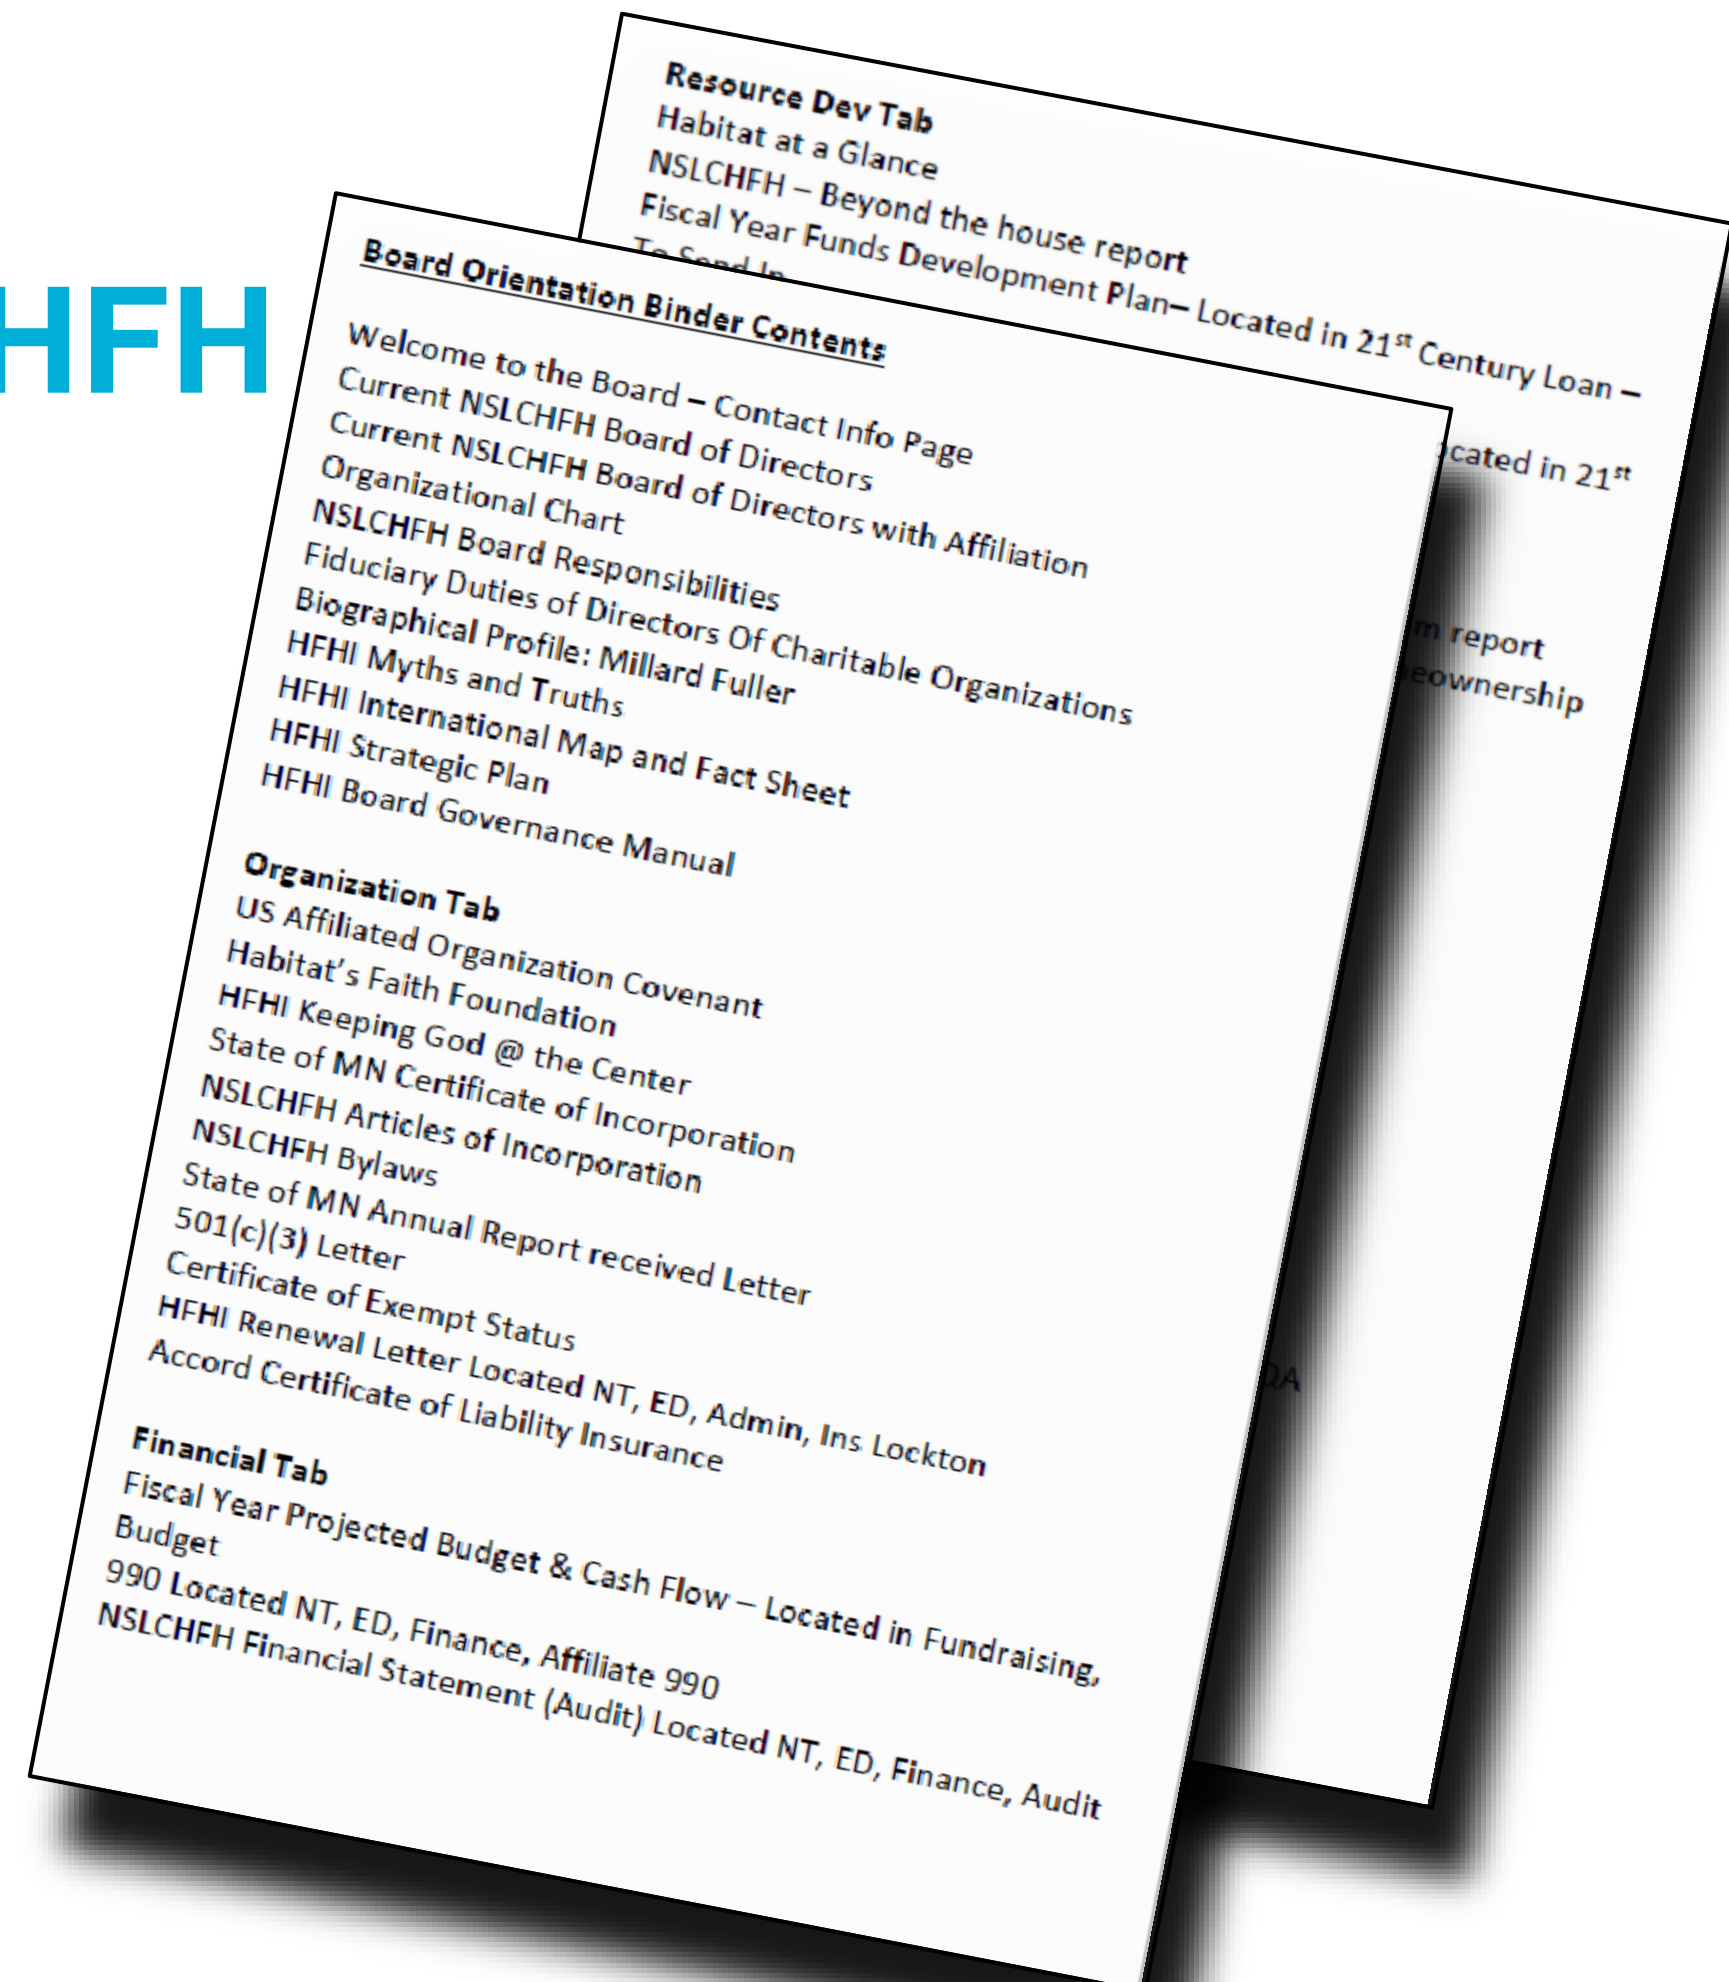 HFH
Resource Dev Tab
Habitat at a Glance
NSLCHFH – Beyond the house report
Fiscal Year Funds Development Plan– Located in 21st Century Loan –
To Send In
in 21st
report
Board Orientation Binder Contents
Welcome to the Board – Contact Info Page
Current NSLCHFH Board of Directors
Current NSLCHFH Board of Directors with Affiliation
Organizational Chart
NSLCHFH Board Responsibilities
Fiduciary Duties of Directors Of Charitable Organizations
Biographical Profile: Millard Fuller
HFHI Myths and Truths
HFHI International Map and Fact Sheet
HFHI Strategic Plan
HFHI Board Governance Manual
Organization Tab
US Affiliated Organization Covenant
Habitat's Faith Foundation
HFHI Keeping God @ the Center
State of MN Certificate of Incorporation
NSLCHFH Articles of Incorporation
NSLCHFH Bylaws
State of MN Annual Report received Letter
501(c)(3) Letter
Certificate of Exempt Status
HFHI Renewal Letter Located NT, ED, Admin, Ins Lockton
Accord Certificate of Liability Insurance
Financial Tab
Fiscal Year Projected Budget & Cash Flow – Located in Fundraising,
Budget
990 Located NT, ED, Finance, Affiliate 990
NSLCHFH Financial Statement (Audit) Located NT, ED, Finance, Audit